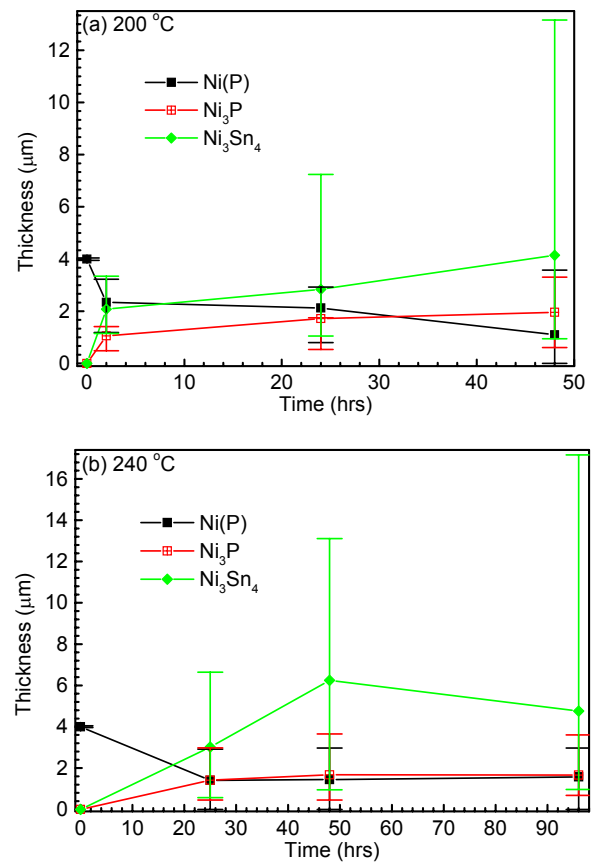 (a) 200 °C
Ni(P)
Ni₃P
Ni₃Sn₄
Thickness (μm)
12
10
8
6
4
2
0
0 10 20 30 40 50
Time (hrs)
(b) 240 °C
Ni(P)
Ni₃P
Ni₃Sn₄
Thickness (μm)
16
14
12
10
8
6
4
2
0
0 10 20 30 40 50 60 70 80 90
Time (hrs)